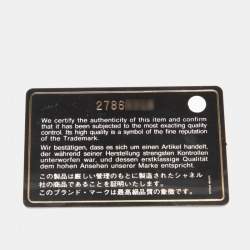 2786
We certify the authenticity of this item and confirm
that it has been subjected to the most exacting quality
control. Its high quality is a symbol of the fine reputation
of the Trademark.
Wir bestätigen, dass es sich um einen Artikel handelt,
der während seiner Herstellung strengsten Kontrollen
unterworfen war, und dessen erstklassige Qualität
dem hohen Ansehen unserer Marke entspricht.
この製品は厳しい管理のもとに製造されたシャネル
社の商品であることを証明いたします。
このブランド・マークは最高級品質の象徴であります。